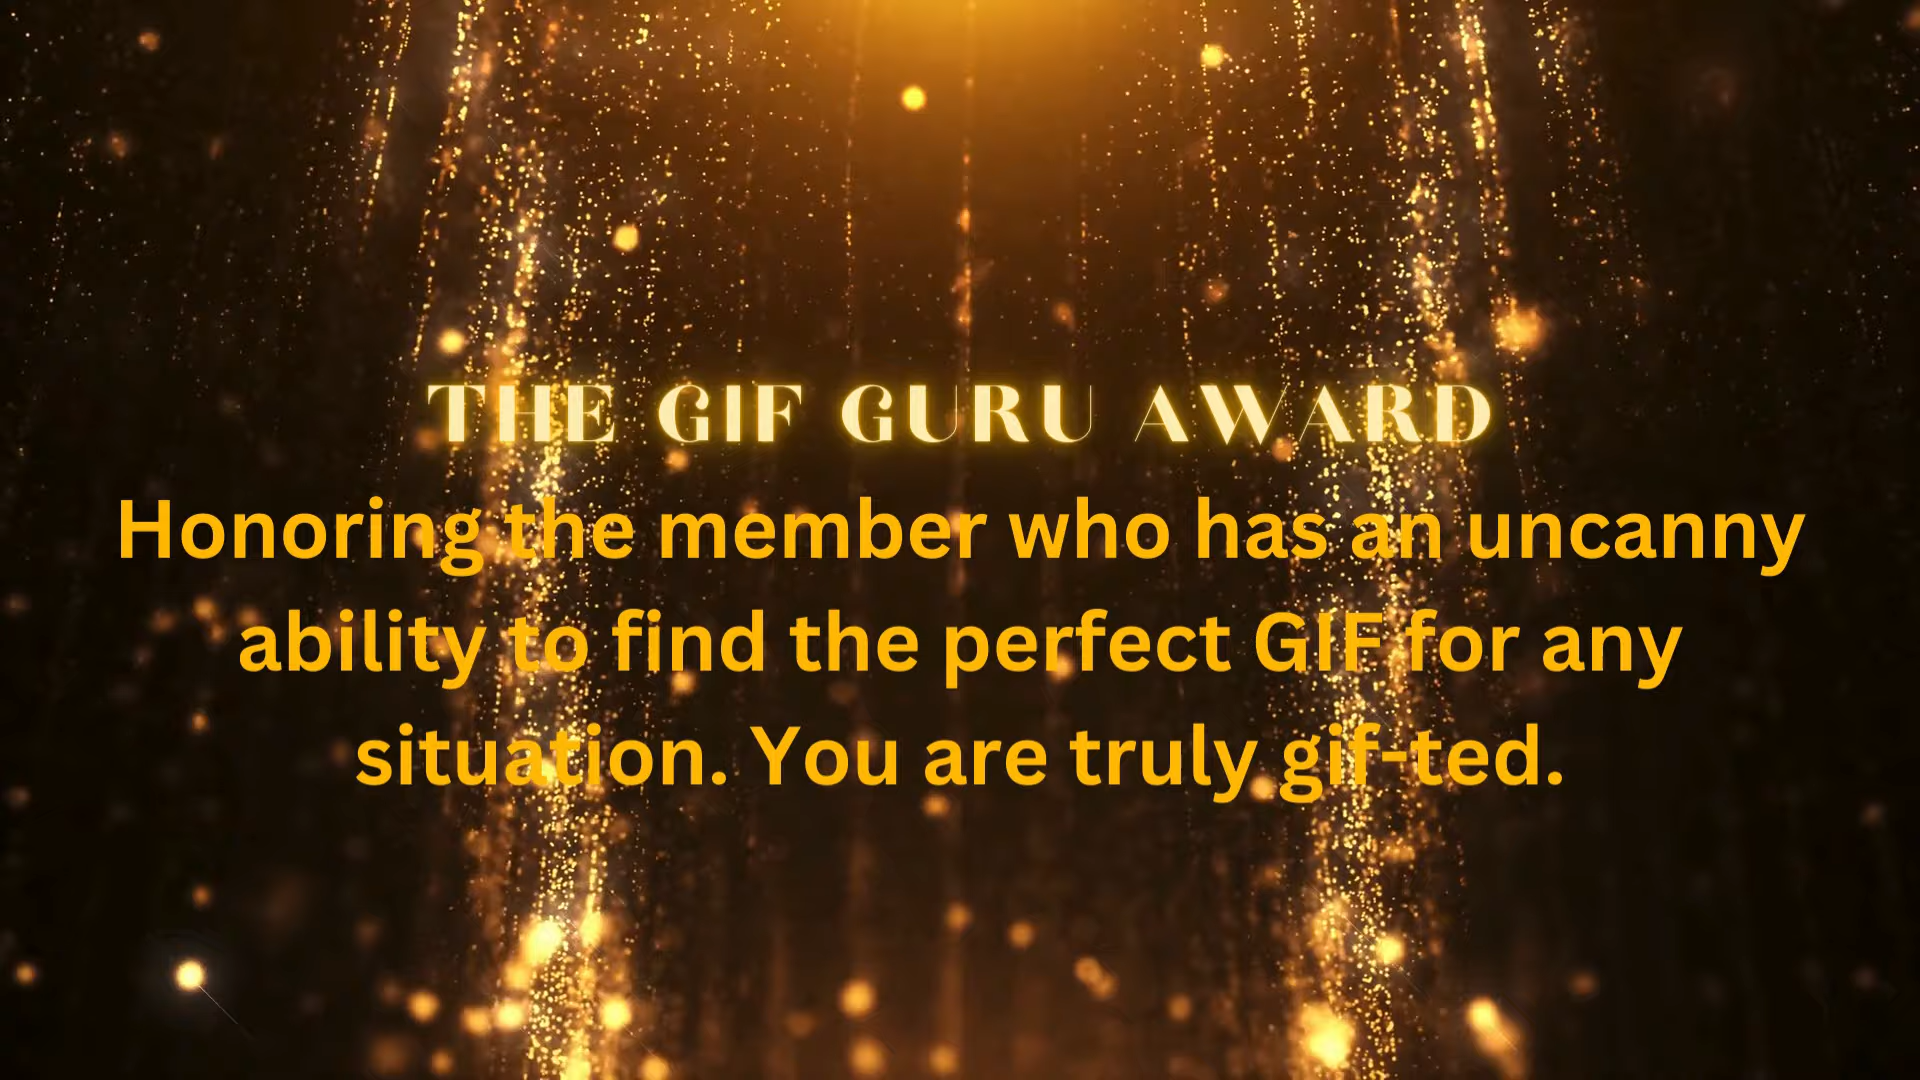 THE GIF GURU AWARD
Honoring the member who has an uncanny
ability to find the perfect GIF for any
situation. You are truly gif-ted.